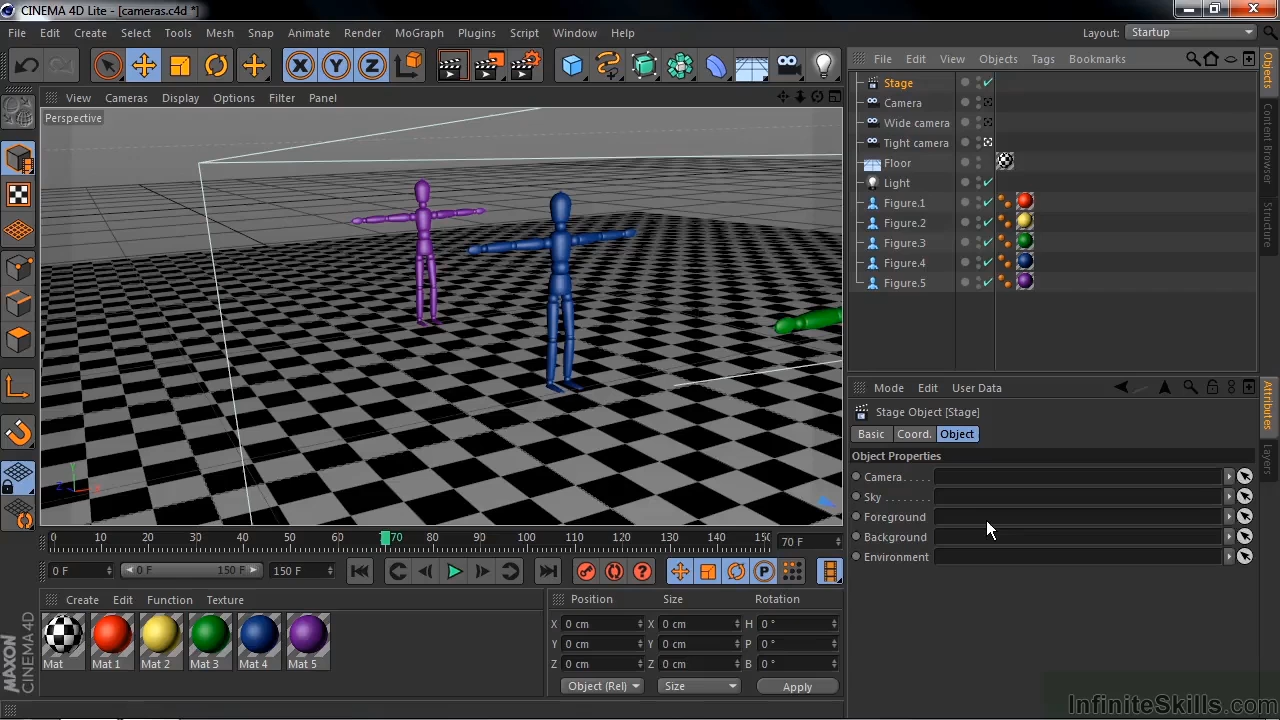 CINEMA 4D Lite - [cameras.c4d *]
File Edit Create Select Tools Mesh Snap Animate Render MoGraph Plugins Script Window Help Layout: Startup
X Y Z
File Edit View Objects Tags Bookmarks
View Cameras Display Options Filter Panel
Perspective
Stage
Camera
Wide camera
Tight camera
Floor
Light
Figure.1
Figure.2
Figure.3
Figure.4
Figure.5
Objects
Content Browser
Structure
Mode Edit User Data
Stage Object [Stage]
Basic Coord. Object
Object Properties
Camera . . . . .
Sky . . . . . . . .
Foreground
Background
Environment
Attributes
Layers
0 10 20 30 40 50 60 70 80 90 100 110 120 130 140 150 70 F
0 F 0 F 150 F 150 F
Create Edit Function Texture
Mat Mat 1 Mat 2 Mat 3 Mat 4 Mat 5
Position Size Rotation
X 0 cm X 0 cm H 0 °
Y 0 cm Y 0 cm P 0 °
Z 0 cm Z 0 cm B 0 °
Object (Rel) Size Apply
MAXON CINEMA 4D
InfiniteSkills.com